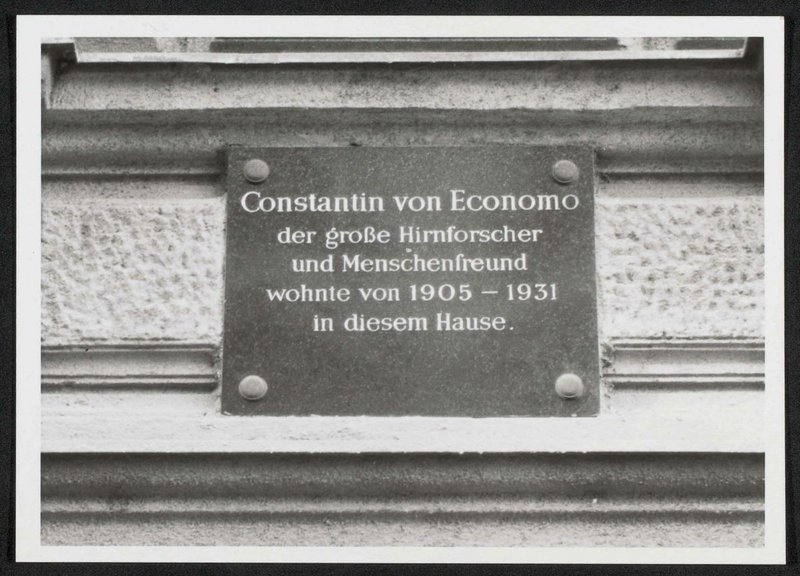 Constantin von Economo
der große Hirnforscher
und Menschenfreund
wohnte von 1905 – 1931
in diesem Hause.